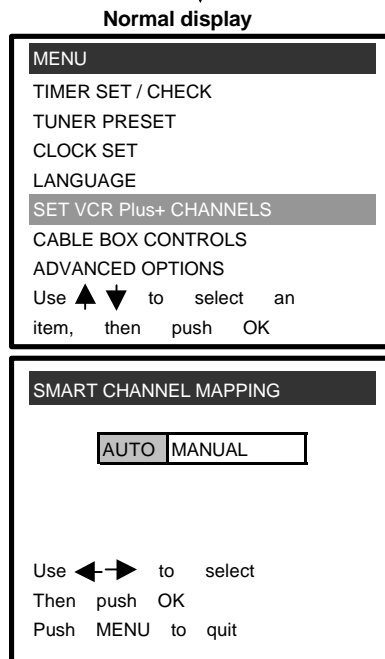 Normal display
MENU
TIMER SET / CHECK
TUNER PRESET
CLOCK SET
LANGUAGE
SET VCR Plus+ CHANNELS
CABLE BOX CONTROLS
ADVANCED OPTIONS
Use ▲ ▼ to select an
item, then push OK
SMART CHANNEL MAPPING
AUTO MANUAL
Use ◀ ▶ to select
Then push OK
Push MENU to quit